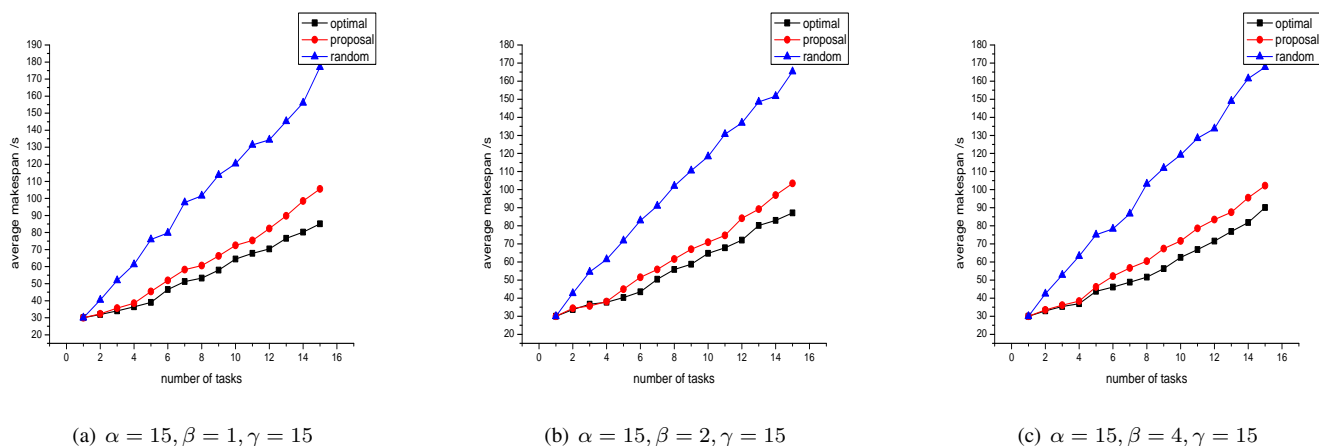 optimal
proposal
random
190
180
170
160
150
140
130
120
110
100
90
80
70
60
50
40
30
20
average makespan /s
0 2 4 6 8 10 12 14 16
number of tasks
(a) α = 15, β = 1, γ = 15
optimal
proposal
random
180
170
160
150
140
130
120
110
100
90
80
70
60
50
40
30
20
average makespan /s
0 2 4 6 8 10 12 14 16
number of tasks
(b) α = 15, β = 2, γ = 15
optimal
proposal
random
180
170
160
150
140
130
120
110
100
90
80
70
60
50
40
30
20
average makespan /s
0 2 4 6 8 10 12 14 16
number of tasks
(c) α = 15, β = 4, γ = 15